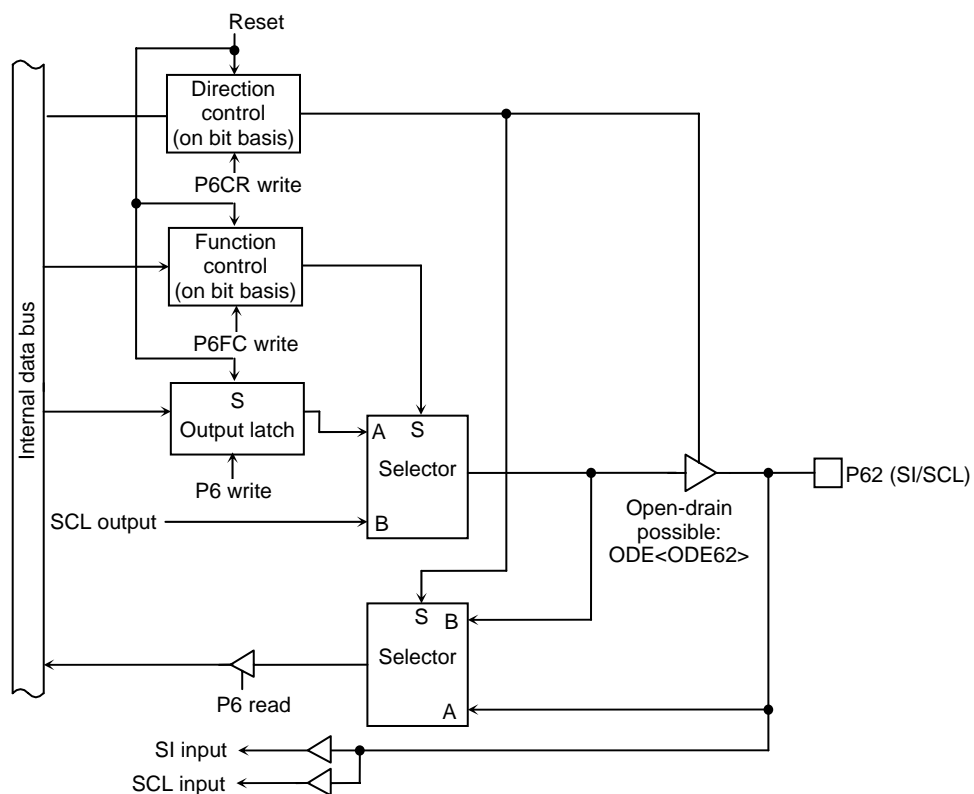 Reset
Direction
control
(on bit basis)
P6CR write
Function
control
(on bit basis)
P6FC write
Internal data bus
S
Output latch
P6 write
A
S
Selector
B
SCL output
P62 (SI/SCL)
Open-drain
possible:
ODE<ODE62>
S
B
Selector
A
P6 read
SI input
SCL input